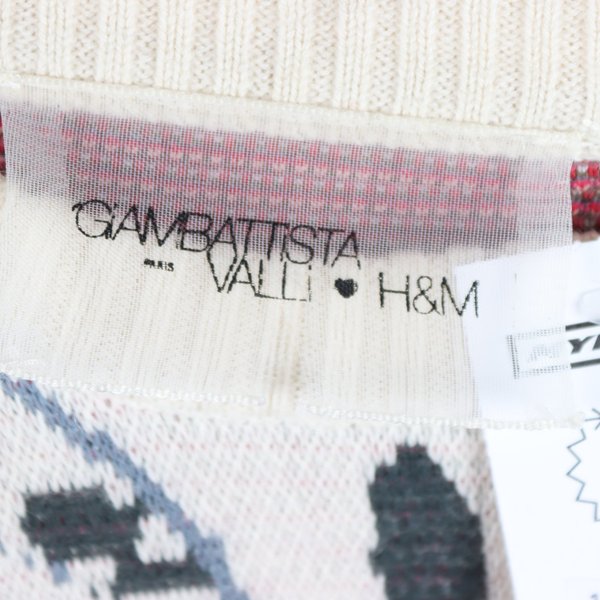 GIAMBATTISTA
PARIS
VALLI ♥ H&M